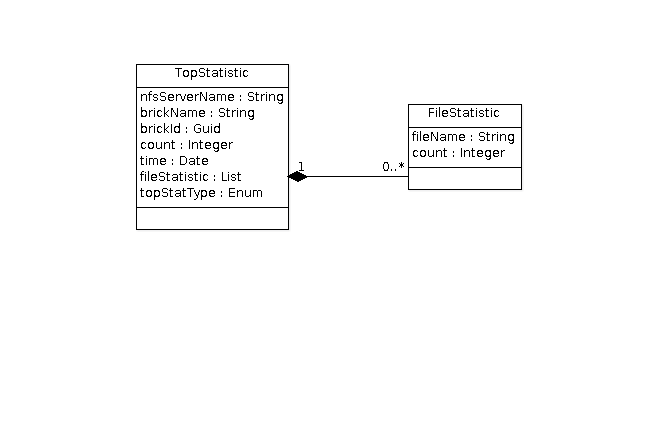 TopStatistic
nfsServerName : String
brickName : String
brickId : Guid
count : Integer
time : Date
fileStatistic : List
topStatType : Enum
1
0..*
FileStatistic
fileName : String
count : Integer